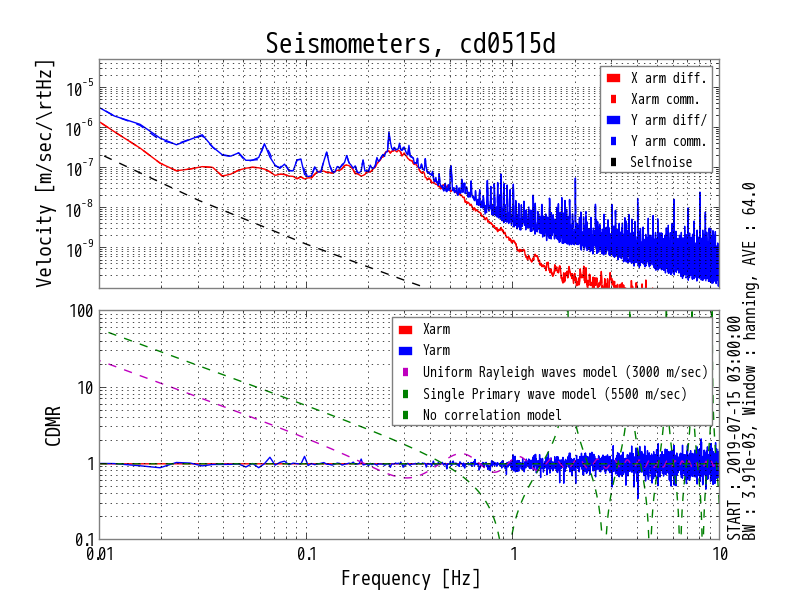 Seismometers, cd0515d
Velocity [m/sec/\rtHz]
10^-5
10^-6
10^-7
10^-8
10^-9
X arm diff.
Xarm comm.
Y arm diff/
Y arm comm.
Selfnoise
CDMR
100
10
1
0.1
Xarm
Yarm
Uniform Rayleigh waves model (3000 m/sec)
Single Primary wave model (5500 m/sec)
No correlation model
0.01
0.1
1
10
Frequency [Hz]
START : 2019-07-15 03:00:00
BW : 3.91e-03, Window : hanning, AVE : 64.0